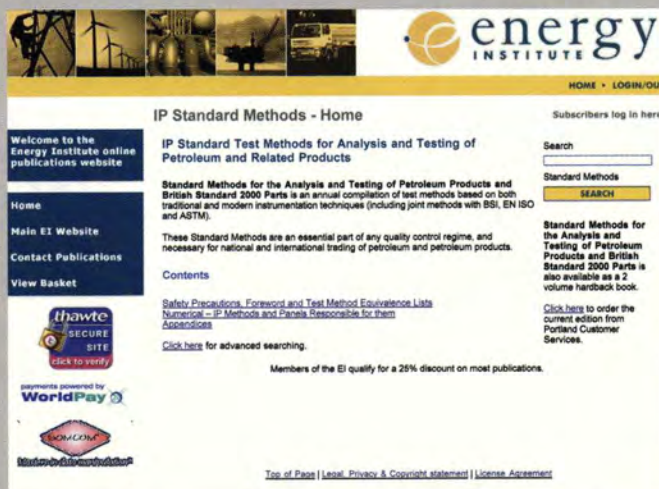 energy
INSTITUTE
HOME • LOGIN/OU
IP Standard Methods - Home
Subscribers log in here
Welcome to the
Energy Institute online
publications website
Home
Main EI Website
Contact Publications
View Basket
thawte
SECURE
SITE
click to verify
payments powered by
WorldPay
IP Standard Test Methods for Analysis and Testing of
Petroleum and Related Products
Standard Methods for the Analysis and Testing of Petroleum Products and
British Standard 2000 Parts is an annual compilation of test methods based on both
traditional and modern instrumentation techniques (including joint methods with BSI, EN ISO
and ASTM).
These Standard Methods are an essential part of any quality control regime, and
necessary for national and international trading of petroleum and petroleum products.
Contents
Safety Precautions, Foreword and Test Method Equivalence Lists
Numerical – IP Methods and Panels Responsible for them
Appendices
Click here for advanced searching.
Members of the EI qualify for a 25% discount on most publications.
Search
Standard Methods
SEARCH
Standard Methods for
the Analysis and
Testing of Petroleum
Products and British
Standard 2000 Parts is
also available as a 2
volume hardback book.
Click here to order the
current edition from
Portland Customer
Services.
Top of Page | Legal, Privacy & Copyright statement | License Agreement